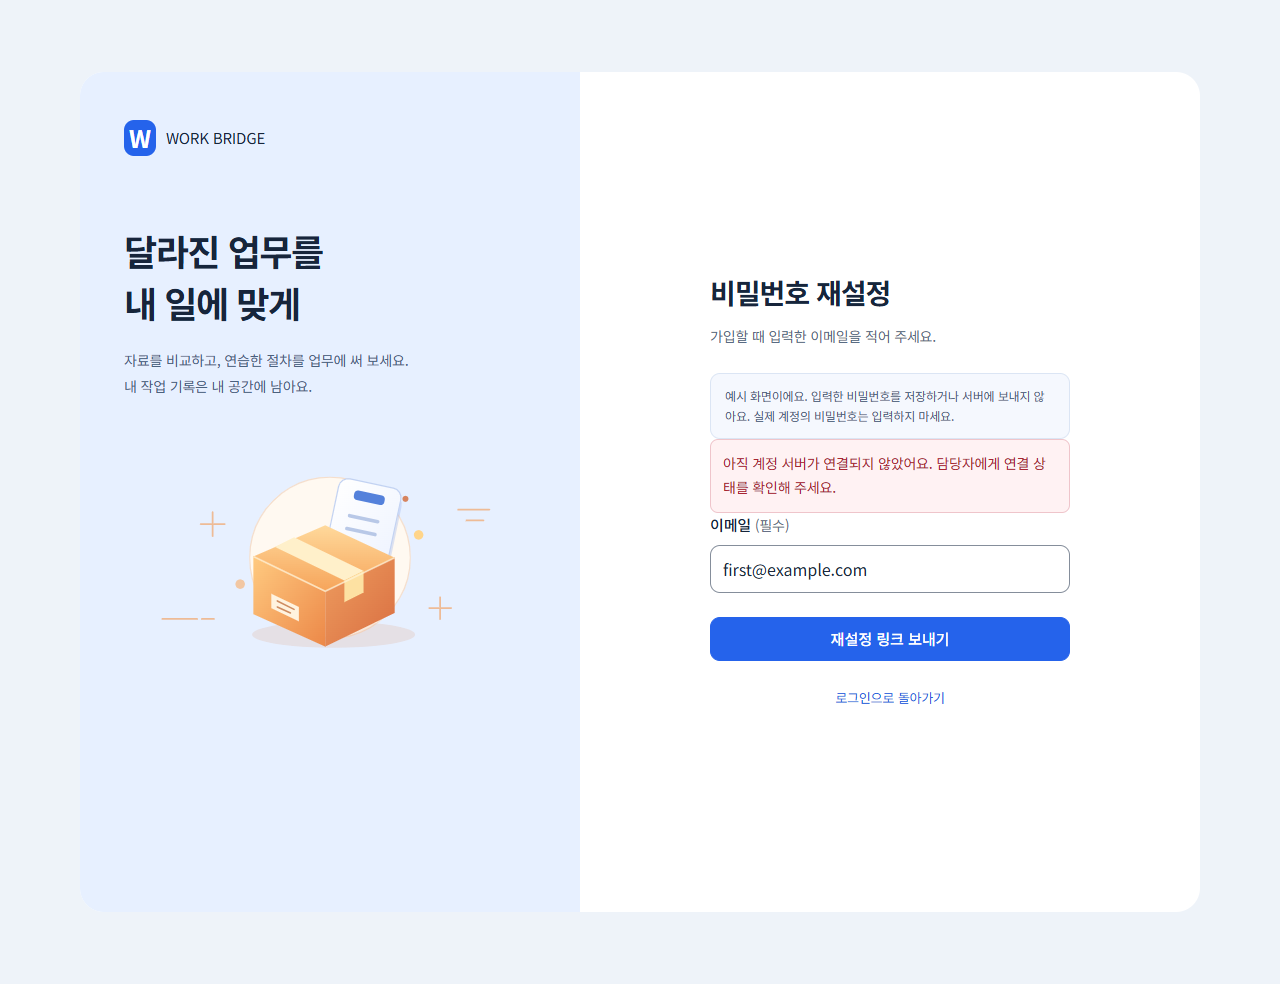 W WORK BRIDGE
달라진 업무를
내 일에 맞게
자료를 비교하고, 연습한 절차를 업무에 써 보세요.
내 작업 기록은 내 공간에 남아요.
비밀번호 재설정
가입할 때 입력한 이메일을 적어 주세요.
예시 화면이에요. 입력한 비밀번호를 저장하거나 서버에 보내지 않
아요. 실제 계정의 비밀번호는 입력하지 마세요.
아직 계정 서버가 연결되지 않았어요. 담당자에게 연결 상
태를 확인해 주세요.
이메일 (필수)
first@example.com
재설정 링크 보내기
로그인으로 돌아가기